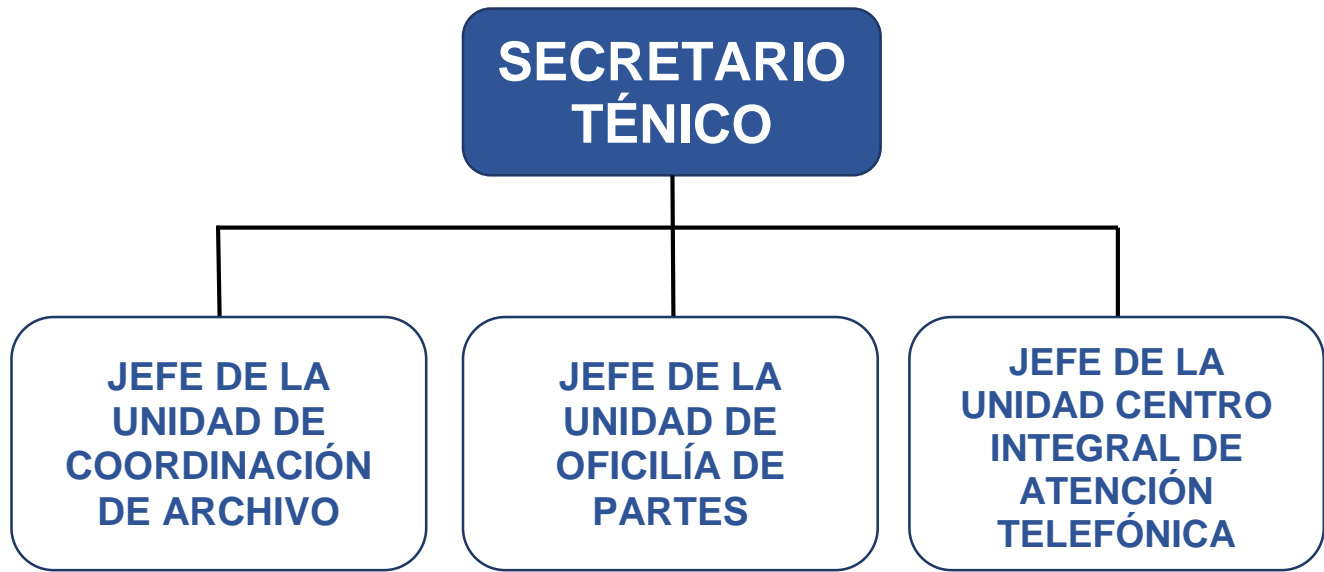 SECRETARIO
TÉNICO
JEFE DE LA
UNIDAD DE
COORDINACIÓN
DE ARCHIVO
JEFE DE LA
UNIDAD DE
OFICILÍA DE
PARTES
JEFE DE LA
UNIDAD CENTRO
INTEGRAL DE
ATENCIÓN
TELEFÓNICA